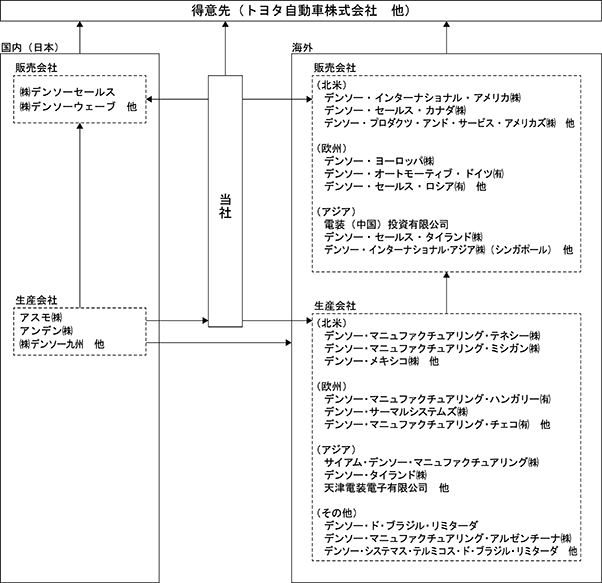 得意先（トヨタ自動車株式会社　他）
国内（日本）
販売会社
㈱デンソーセールス
㈱デンソーウェーブ　他
生産会社
アスモ㈱
アンデン㈱
㈱デンソー九州　他
当社
海外
販売会社
（北米）
デンソー・インターナショナル・アメリカ㈱
デンソー・セールス・カナダ㈱
デンソー・プロダクツ・アンド・サービス・アメリカズ㈱　他
（欧州）
デンソー・ヨーロッパ㈱
デンソー・オートモーティブ・ドイツ㈲
デンソー・セールス・ロシア㈲　他
（アジア）
電装（中国）投資有限公司
デンソー・セールス・タイランド㈱
デンソー・インターナショナル・アジア㈱（シンガポール）　他
生産会社
（北米）
デンソー・マニュファクチュアリング・テネシー㈱
デンソー・マニュファクチュアリング・ミシガン㈱
デンソー・メキシコ㈱　他
（欧州）
デンソー・マニュファクチュアリング・ハンガリー㈲
デンソー・サーマルシステムズ㈱
デンソー・マニュファクチュアリング・チェコ㈲　他
（アジア）
サイアム・デンソー・マニュファクチュアリング㈱
デンソー・タイランド㈱
天津電装電子有限公司　他
（その他）
デンソー・ド・ブラジル・リミターダ
デンソー・マニュファクチュアリング・アルゼンチーナ㈱
デンソー・システマス・テルミコス・ド・ブラジル・リミターダ　他